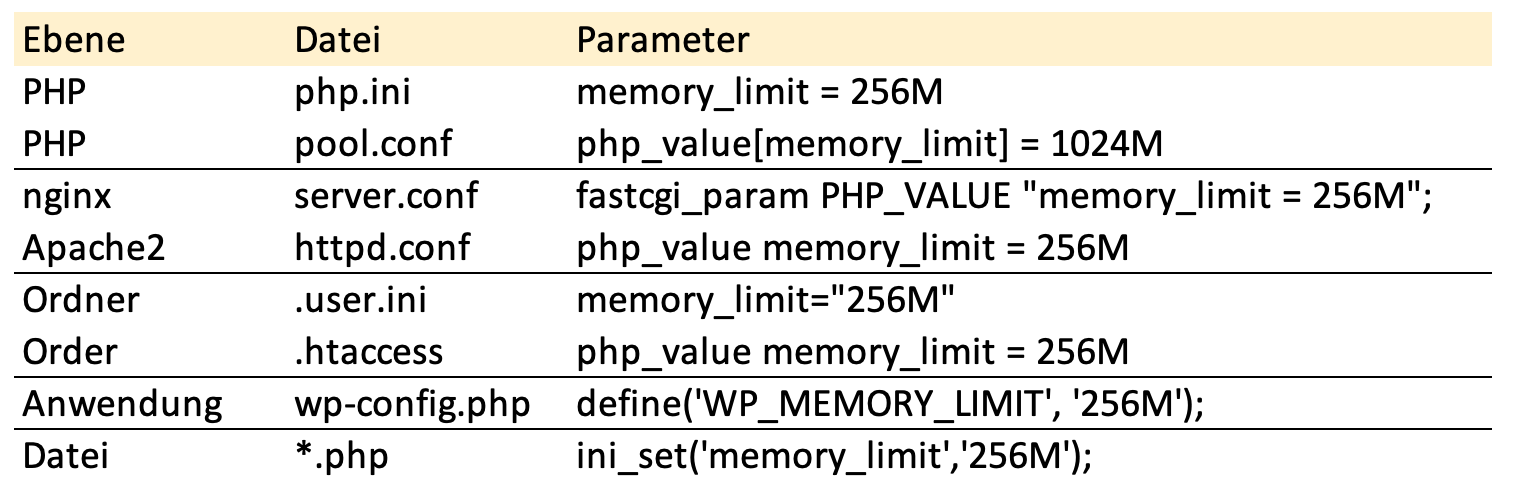 Ebene Datei Parameter
PHP php.ini memory_limit = 256M
PHP pool.conf php_value[memory_limit] = 1024M
nginx server.conf fastcgi_param PHP_VALUE "memory_limit = 256M";
Apache2 httpd.conf php_value memory_limit = 256M
Ordner .user.ini memory_limit="256M"
Order .htaccess php_value memory_limit = 256M
Anwendung wp-config.php define('WP_MEMORY_LIMIT', '256M');
Datei *.php ini_set('memory_limit','256M');